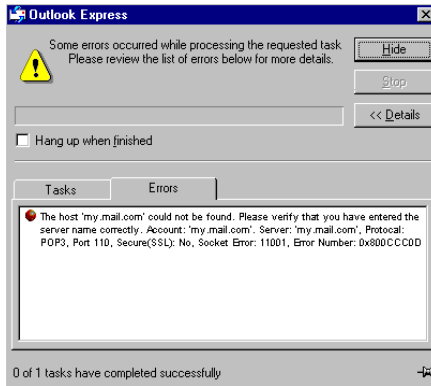 Outlook Express
Some errors occurred while processing the requested task
Please review the list of errors below for more details.
Hide
Stop
<< Details
Hang up when finished
Tasks
Errors
The host 'my.mail.com' could not be found. Please verify that you have entered the
server name correctly. Account: 'my.mail.com'. Server: 'my.mail.com', Protocal:
POP3, Port 110, Secure(SSL): No, Socket Error: 11001, Error Number: 0x800CCC0D
0 of 1 tasks have completed successfully